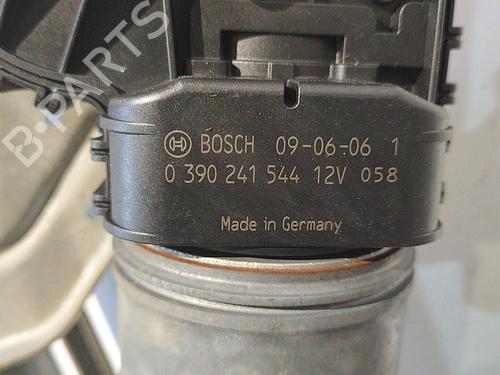 B-PARTS
BOSCH 09-06-06 1
0 390 241 544 12V 058
Made in Germany